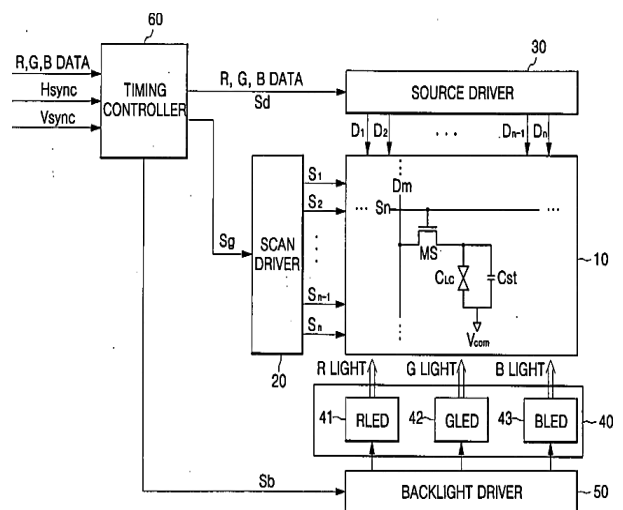 60
R,G,B DATA
Hsync
Vsync
TIMING
CONTROLLER
R, G, B DATA
Sd
30
SOURCE DRIVER
D1 D2 ... Dn-1 Dn
Sg
SCAN
DRIVER
20
S1
S2
Sn-1
Sn
Dm
... Sn ...
MS
CLC
Cst
Vcom
10
R LIGHT
G LIGHT
B LIGHT
41
RLED
42
GLED
43
BLED
40
Sb
BACKLIGHT DRIVER
50